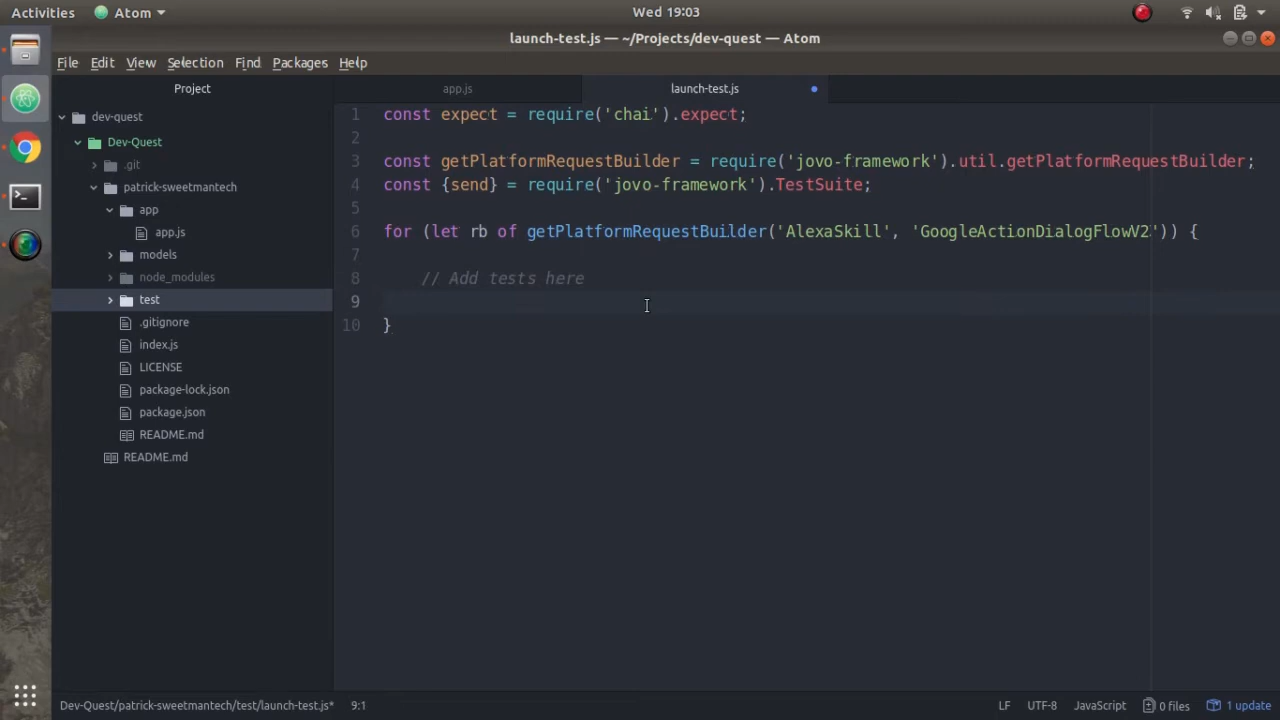 Activities Atom Wed 19:03
launch-test.js — ~/Projects/dev-quest — Atom
File Edit View Selection Find Packages Help
Project
app.js launch-test.js
dev-quest
Dev-Quest
.git
patrick-sweetmantech
app
app.js
models
node_modules
test
.gitignore
index.js
LICENSE
package-lock.json
package.json
README.md
README.md
1 const expect = require('chai').expect;
2
3 const getPlatformRequestBuilder = require('jovo-framework').util.getPlatformRequestBuilder;
4 const {send} = require('jovo-framework').TestSuite;
5
6 for (let rb of getPlatformRequestBuilder('AlexaSkill', 'GoogleActionDialogFlowV2')) {
7
8 // Add tests here
9
10 }
Dev-Quest/patrick-sweetmantech/test/launch-test.js* 9:1 LF UTF-8 JavaScript 0 files 1 update